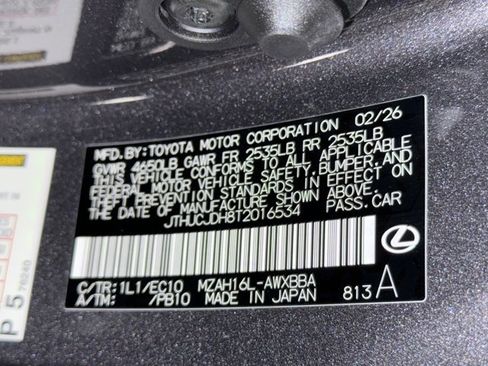 MFD. BY: TOYOTA MOTOR CORPORATION 02/26
GVWR 4650LB GAWR FR 2535LB RR 2535LB
THIS VEHICLE CONFORMS TO ALL APPLICABLE
FEDERAL MOTOR VEHICLE SAFETY, BUMPER, AND
THEFT PREVENTION STANDARDS IN EFFECT ON
THE DATE OF MANUFACTURE SHOWN ABOVE.
JTHUCJDH8T2016534 PASS. CAR
C/TR: 1L1/EC10 MZAH16L-AWXBBA
A/TM: /PB10 MADE IN JAPAN 813 A
P 5
76240